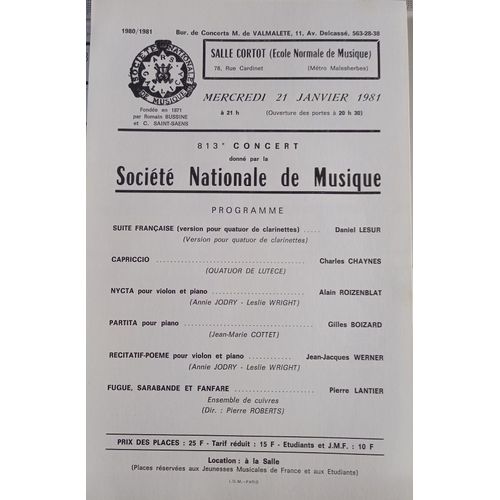 1980/1981
Bur. de Concerts M. de VALMALETE, 11, Av. Delcassé, 563-28-38
SALLE CORTOT (Ecole Normale de Musique)
78, Rue Cardinet (Métro Malesherbes)
SOCIÉTÉ NATIONALE DE MUSIQUE
ARS GALLICA
Fondée en 1871
par Romain BUSSINE
et C. SAINT-SAENS
MERCREDI 21 JANVIER 1981
à 21 h (Ouverture des portes à 20 h 30)
813e CONCERT
donné par la
Société Nationale de Musique
PROGRAMME
SUITE FRANÇAISE (version pour quatuor de clarinettes) ..... Daniel LESUR
(Version pour quatuor de clarinettes)
CAPRICCIO ..... Charles CHAYNES
(QUATUOR DE LUTECE)
NYCTA pour violon et piano ..... Alain ROIZENBLAT
(Annie JODRY - Leslie WRIGHT)
PARTITA pour piano ..... Gilles BOIZARD
(Jean-Marie COTTET)
RECITATIF-POEME pour violon et piano ..... Jean-Jacques WERNER
(Annie JODRY - Leslie WRIGHT)
FUGUE, SARABANDE ET FANFARE ..... Pierre LANTIER
Ensemble de cuivres
(Dir. : Pierre ROBERTS)
PRIX DES PLACES : 25 F - Tarif réduit : 15 F - Etudiants et J.M.F. : 10 F
Location : à la Salle
(Places réservées aux Jeunesses Musicales de France et aux Etudiants)